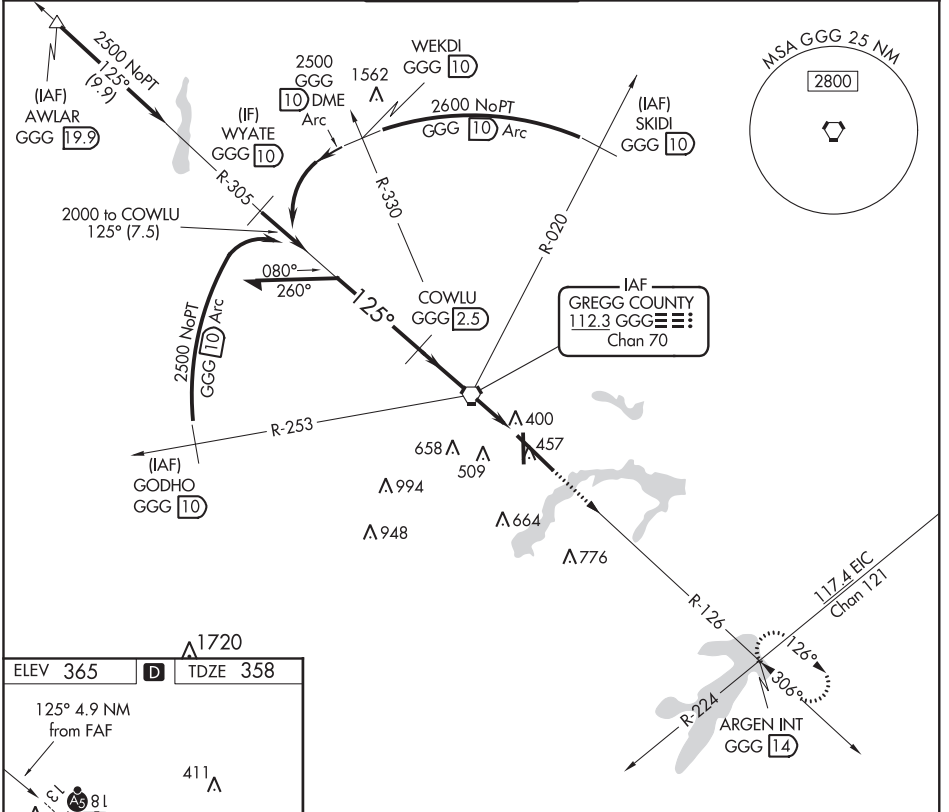 2500 NoPT
125°
(9.9)
(IAF)
AWLAR
GGG 19.9
R-305
(IF)
WYATE
GGG 10
2500
GGG
10 DME
Arc
1562
WEKDI
GGG 10
2600 NoPT
GGG 10 Arc
(IAF)
SKIDI
GGG 10
MSA GGG 25 NM
2800
R-330
R-020
2000 to COWLU
125° (7.5)
080°
260°
125°
COWLU
GGG 2.5
IAF
GREGG COUNTY
112.3 GGG
Chan 70
2500 NoPT
GGG 10 Arc
R-253
(IAF)
GODHO
GGG 10
400
457
658
509
994
948
664
776
117.4 EIC
Chan 121
R-126
126°
306°
R-224
ARGEN INT
GGG 14
1720
ELEV 365 D TDZE 358
125° 4.9 NM
from FAF
411
13
A5
18